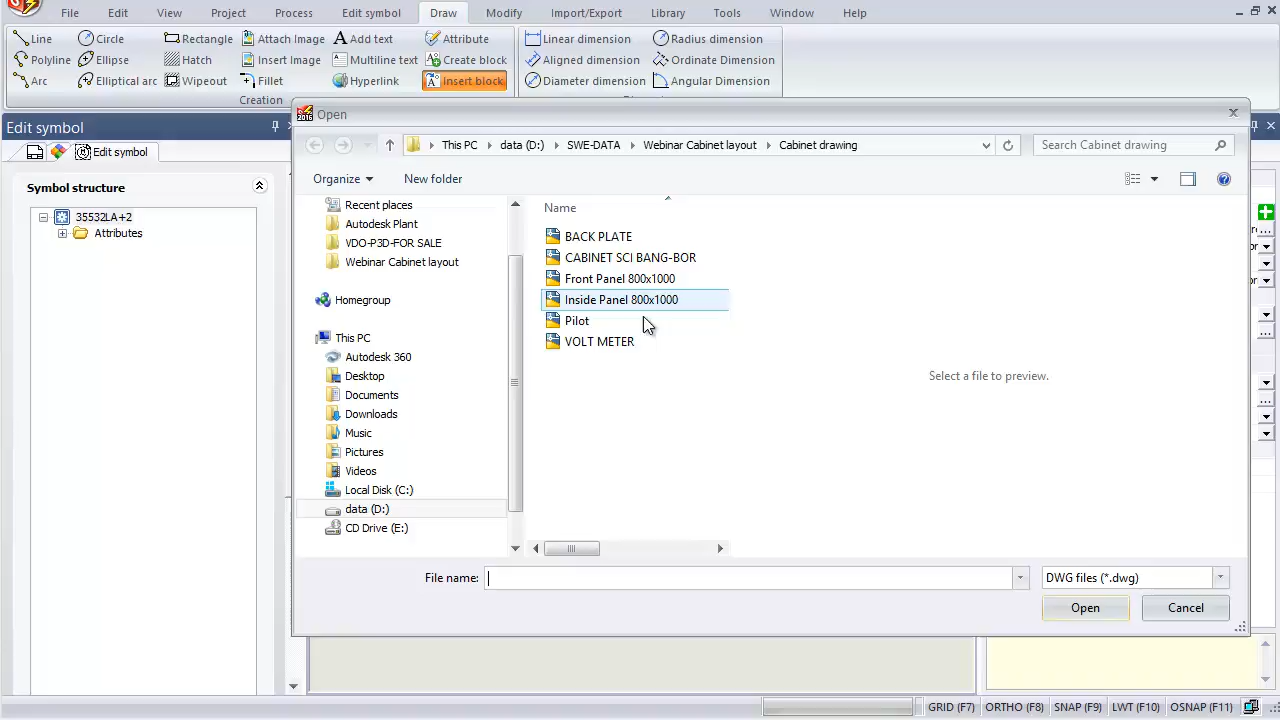 File Edit View Project Process Edit symbol Draw Modify Import/Export Library Tools Window Help
Line Circle Rectangle Attach Image Add text Attribute Linear dimension Radius dimension
Polyline Ellipse Hatch Insert Image Multiline text Create block Aligned dimension Ordinate Dimension
Arc Elliptical arc Wipeout Fillet Hyperlink Insert block Diameter dimension Angular Dimension
Creation
Edit symbol
Edit symbol
Symbol structure
35532LA+2
Attributes
Open
This PC data (D:) SWE-DATA Webinar Cabinet layout Cabinet drawing Search Cabinet drawing
Organize New folder
Recent places
Autodesk Plant
VDO-P3D-FOR SALE
Webinar Cabinet layout
Homegroup
This PC
Autodesk 360
Desktop
Documents
Downloads
Music
Pictures
Videos
Local Disk (C:)
data (D:)
CD Drive (E:)
Name
BACK PLATE
CABINET SCI BANG-BOR
Front Panel 800x1000
Inside Panel 800x1000
Pilot
VOLT METER
Select a file to preview.
File name: DWG files (*.dwg)
Open Cancel
GRID (F7) ORTHO (F8) SNAP (F9) LWT (F10) OSNAP (F11)